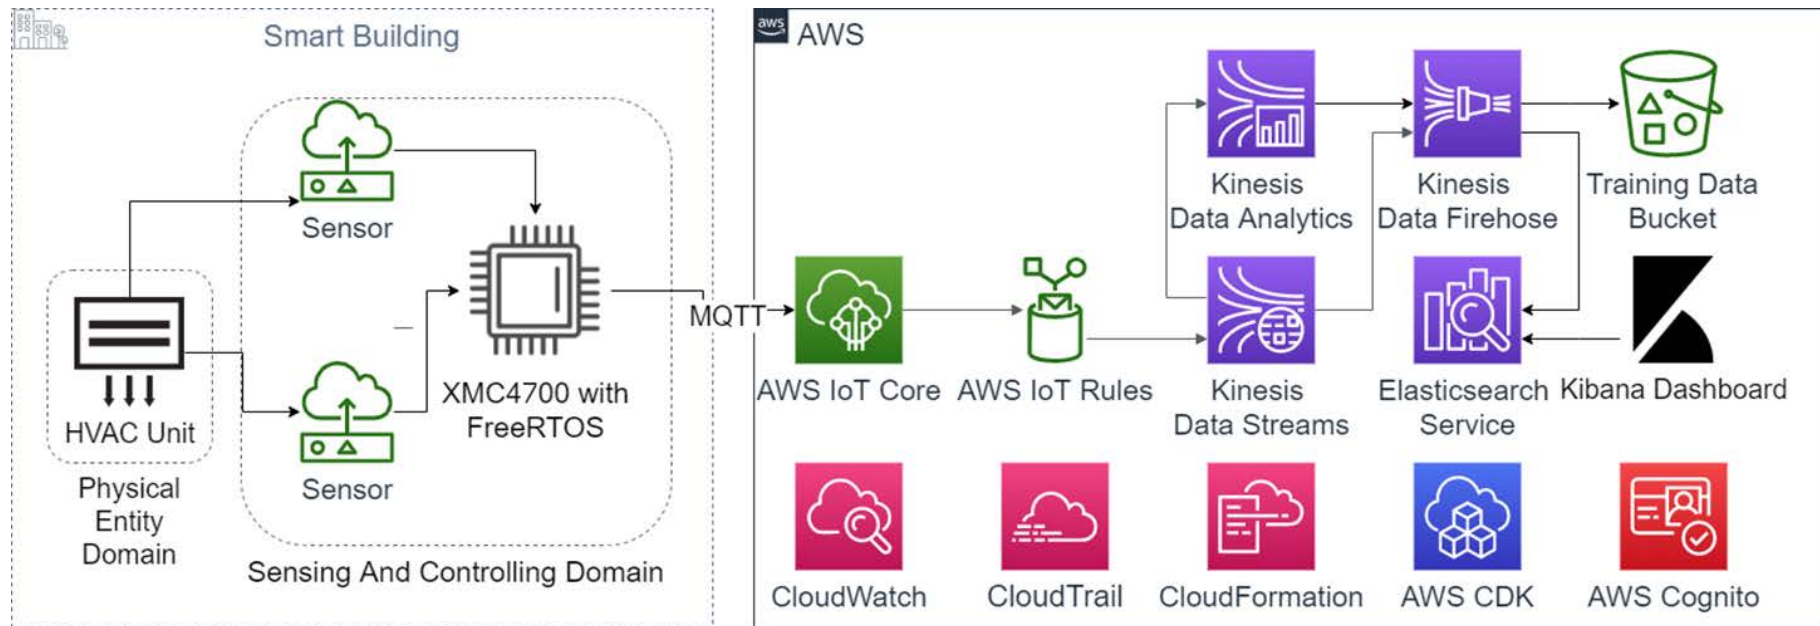 Smart Building
Sensor
HVAC Unit
Physical
Entity
Domain
Sensor
XMC4700 with
FreeRTOS
Sensing And Controlling Domain
MQTT
aws
AWS
Kinesis
Data Analytics
Kinesis
Data Firehose
Training Data
Bucket
AWS IoT Core
AWS IoT Rules
Kinesis
Data Streams
Elasticsearch
Service
Kibana Dashboard
CloudWatch
CloudTrail
CloudFormation
AWS CDK
AWS Cognito